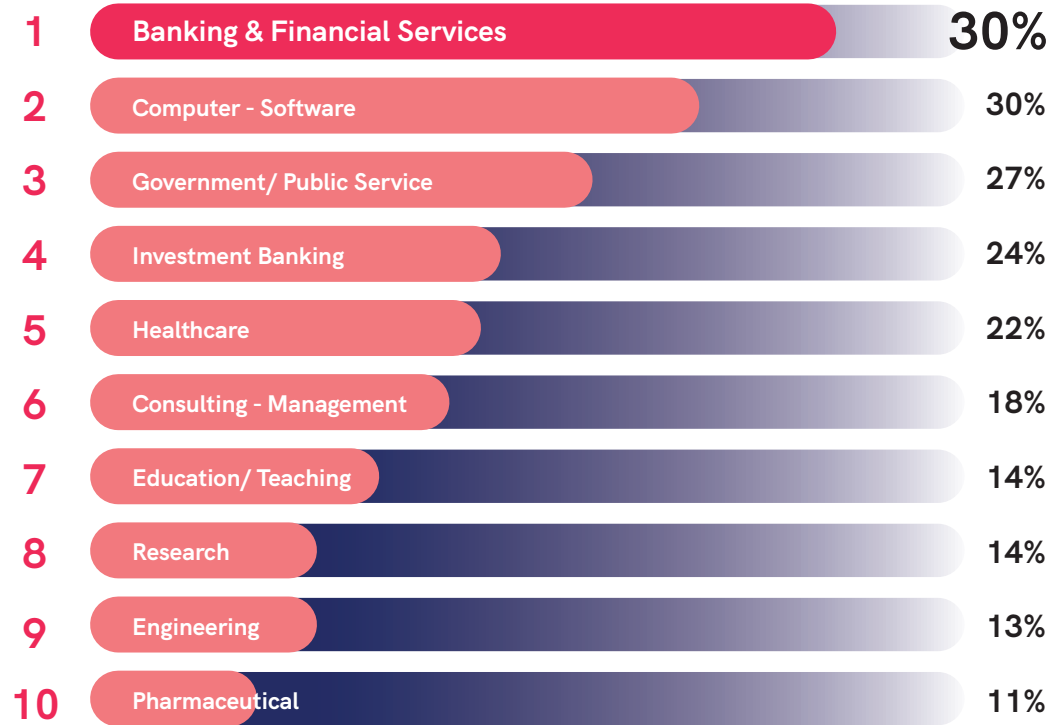 1 Banking & Financial Services 30%
2 Computer - Software 30%
3 Government/ Public Service 27%
4 Investment Banking 24%
5 Healthcare 22%
6 Consulting - Management 18%
7 Education/ Teaching 14%
8 Research 14%
9 Engineering 13%
10 Pharmaceutical 11%